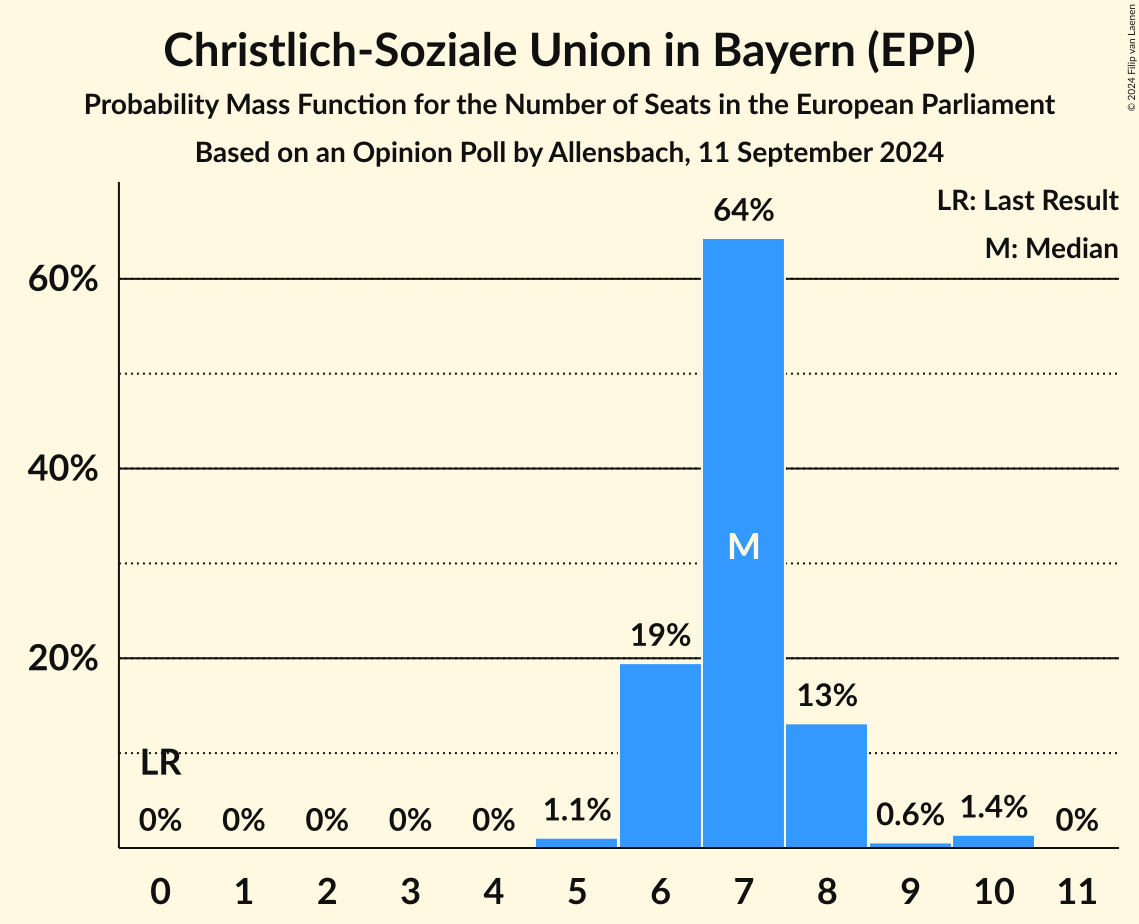 Christlich-Soziale Union in Bayern (EPP)
Probability Mass Function for the Number of Seats in the European Parliament
Based on an Opinion Poll by Allensbach, 11 September 2024
© 2024 Filip van Laenen
LR: Last Result
M: Median
64%
60%
40%
M
19%
20%
13%
LR
0% 0% 0% 0% 0% 1.1% 0.6% 1.4% 0%
0 1 2 3 4 5 6 7 8 9 10 11